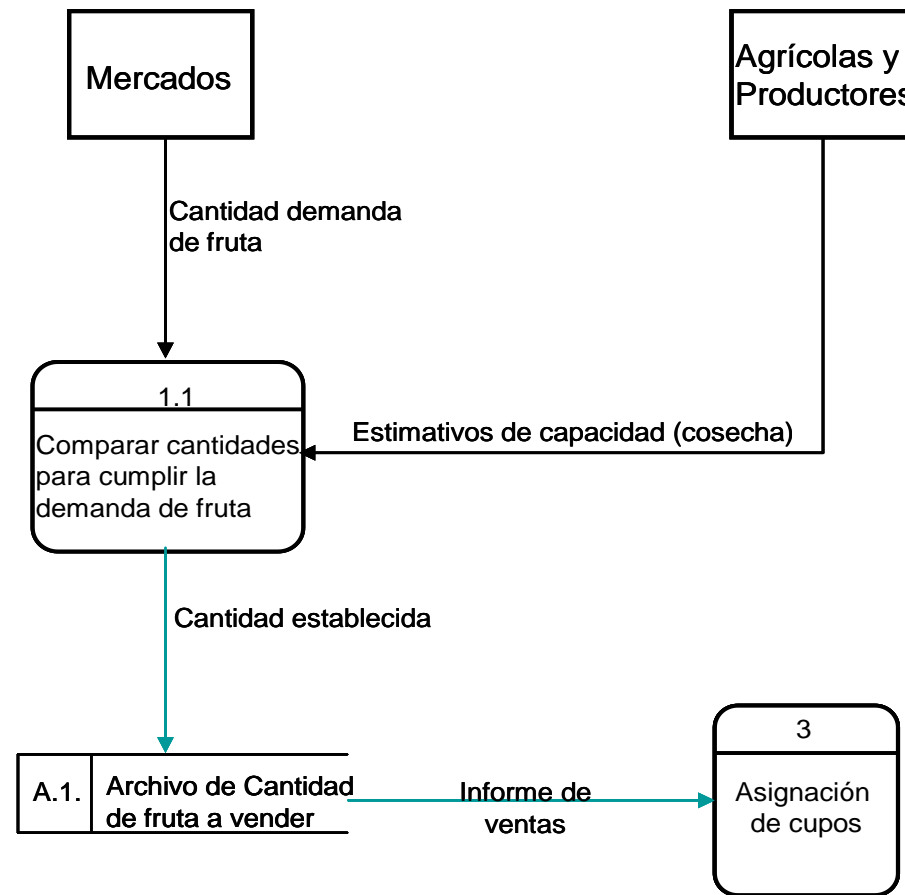 Mercados
Agrícolas y
Productores
Cantidad demanda
de fruta
1.1
Comparar cantidades
para cumplir la
demanda de fruta
Estimativos de capacidad (cosecha)
Cantidad establecida
A.1.
Archivo de Cantidad
de fruta a vender
Informe de
ventas
3
Asignación
de cupos